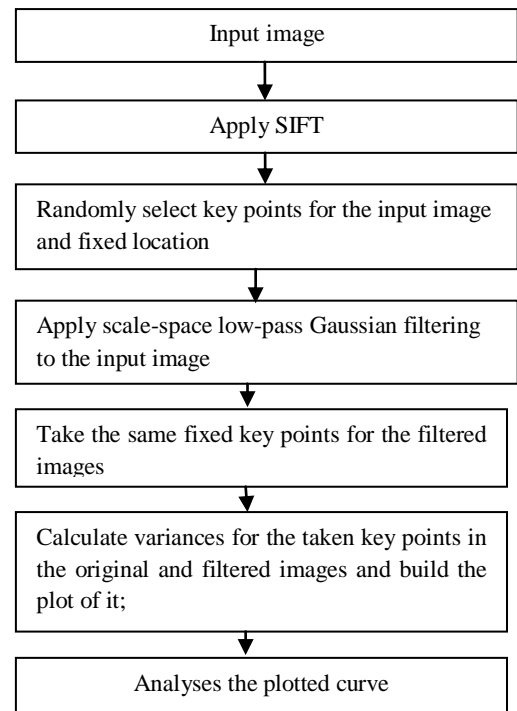 Input image
Apply SIFT
Randomly select key points for the input image
and fixed location
Apply scale-space low-pass Gaussian filtering
to the input image
Take the same fixed key points for the filtered
images
Calculate variances for the taken key points in
the original and filtered images and build the
plot of it;
Analyses the plotted curve